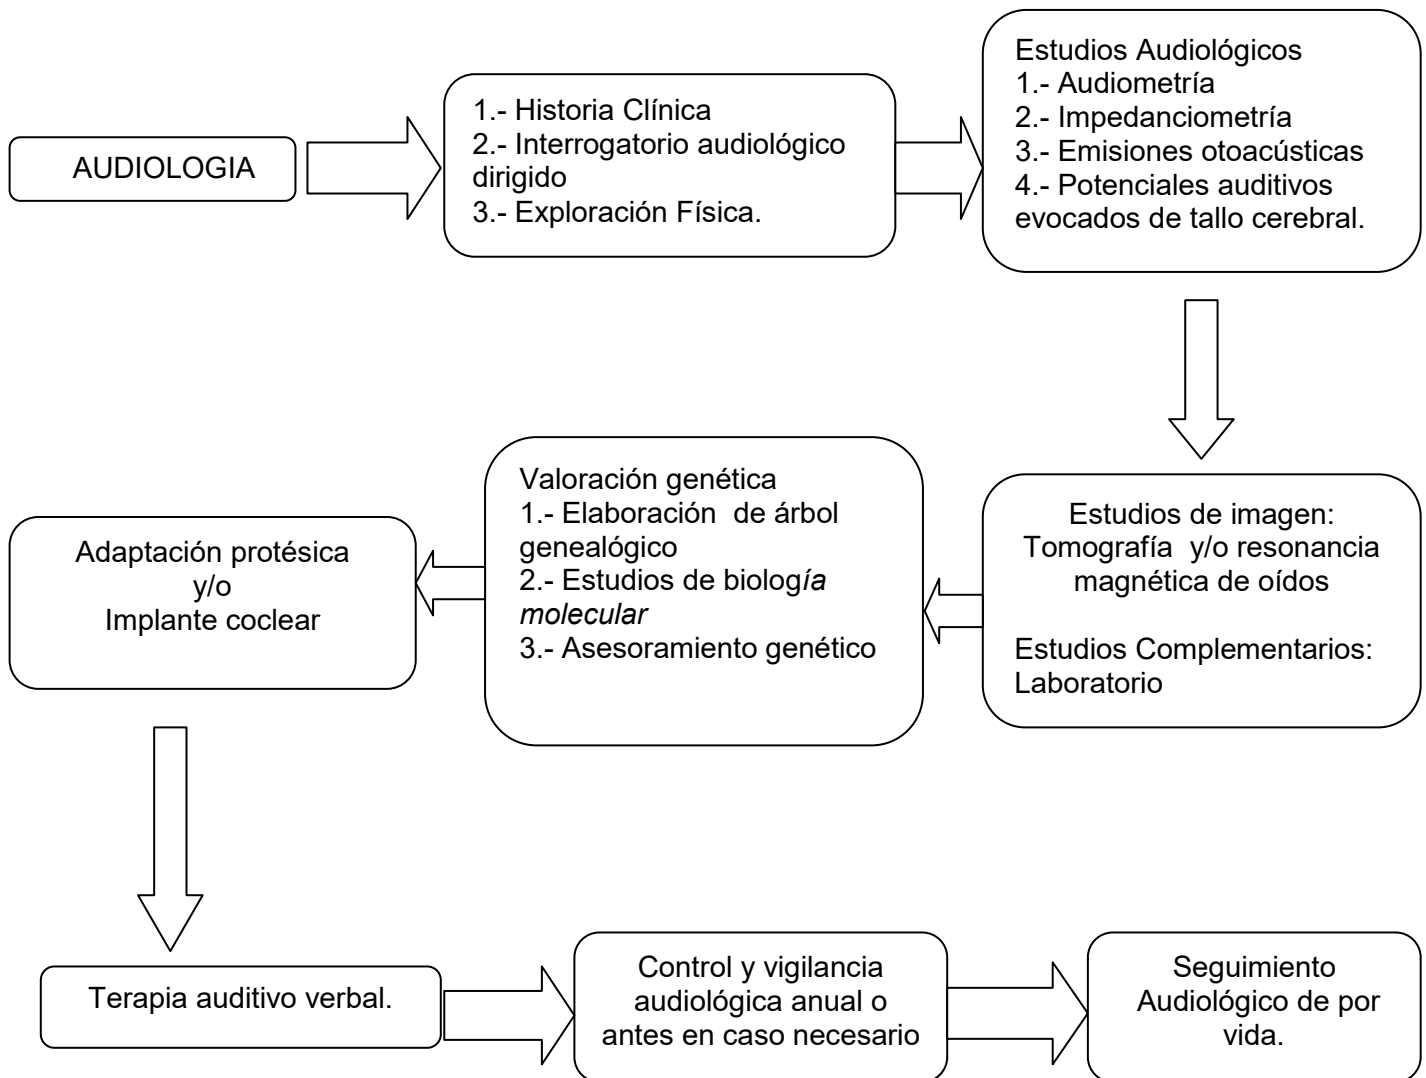 AUDIOLOGIA
1.- Historia Clínica
2.- Interrogatorio audiológico
dirigido
3.- Exploración Física.
Estudios Audiológicos
1.- Audiometría
2.- Impedanciometría
3.- Emisiones otoacústicas
4.- Potenciales auditivos
evocados de tallo cerebral.
Estudios de imagen:
Tomografía y/o resonancia
magnética de oídos
Estudios Complementarios:
Laboratorio
Valoración genética
1.- Elaboración de árbol
genealógico
2.- Estudios de biología
molecular
3.- Asesoramiento genético
Adaptación protésica
y/o
Implante coclear
Terapia auditivo verbal.
Control y vigilancia
audiológica anual o
antes en caso necesario
Seguimiento
Audiológico de por
vida.